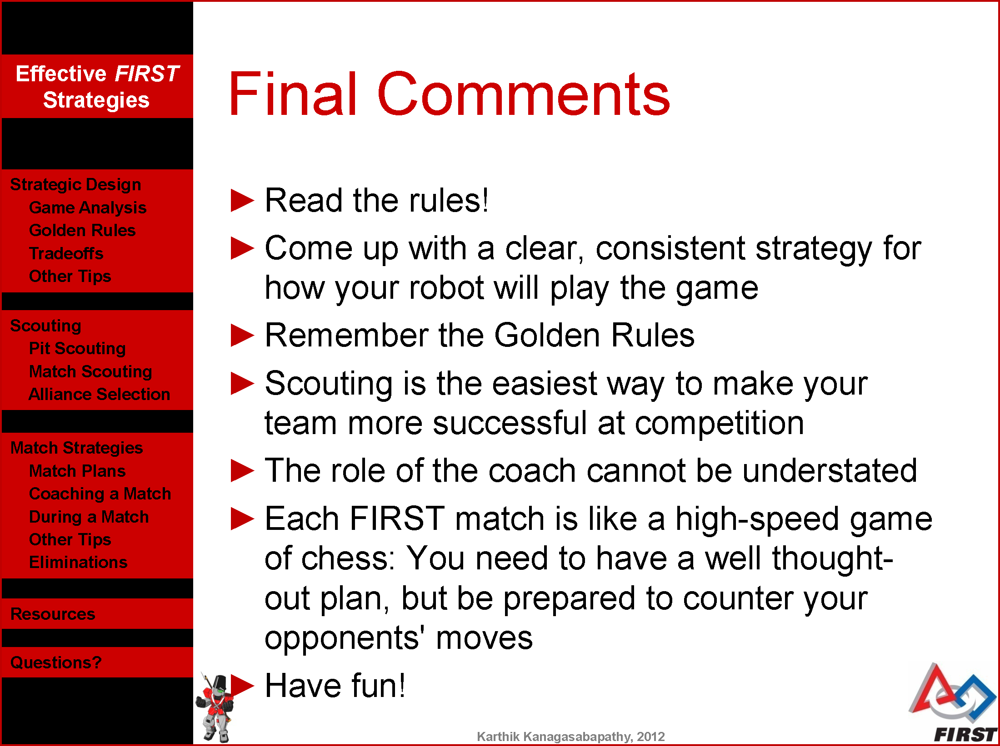 Effective FIRST
Strategies
Strategic Design
Game Analysis
Golden Rules
Tradeoffs
Other Tips
Scouting
Pit Scouting
Match Scouting
Alliance Selection
Match Strategies
Match Plans
Coaching a Match
During a Match
Other Tips
Eliminations
Resources
Questions?
Final Comments
► Read the rules!
► Come up with a clear, consistent strategy for
how your robot will play the game
► Remember the Golden Rules
► Scouting is the easiest way to make your
team more successful at competition
► The role of the coach cannot be understated
► Each FIRST match is like a high-speed game
of chess: You need to have a well thought-
out plan, but be prepared to counter your
opponents' moves
► Have fun!
Karthik Kanagasabapathy, 2012
FIRST